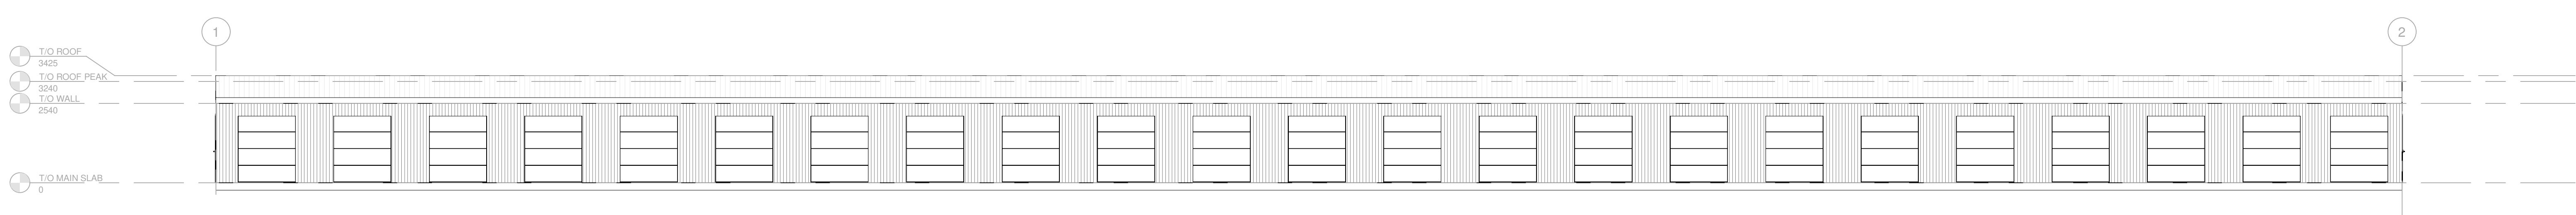 1
2
T/O ROOF
3425
T/O ROOF PEAK
3240
T/O WALL
2540
T/O MAIN SLAB
0